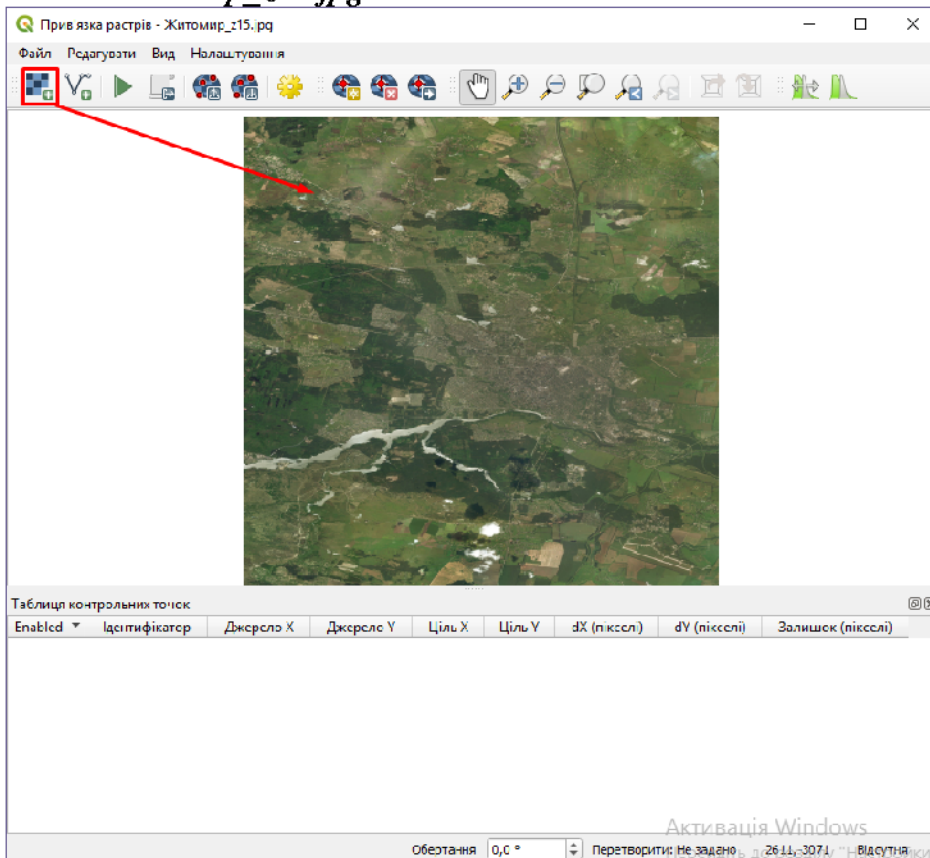 Прив'язка растрів - Житомир_z15.jpg
Файл Редагувати Вид Налаштування
Таблиця контрольних точок
Enabled Ідентифікатор Джерело X Джерело Y Ціль X Ціль Y dX (пікселі) dY (пікселі) Залишок (пікселі)
Активація Windows
Обертання 0,0 ° Перетворити: Не задано 2611,-3071 Відсутня